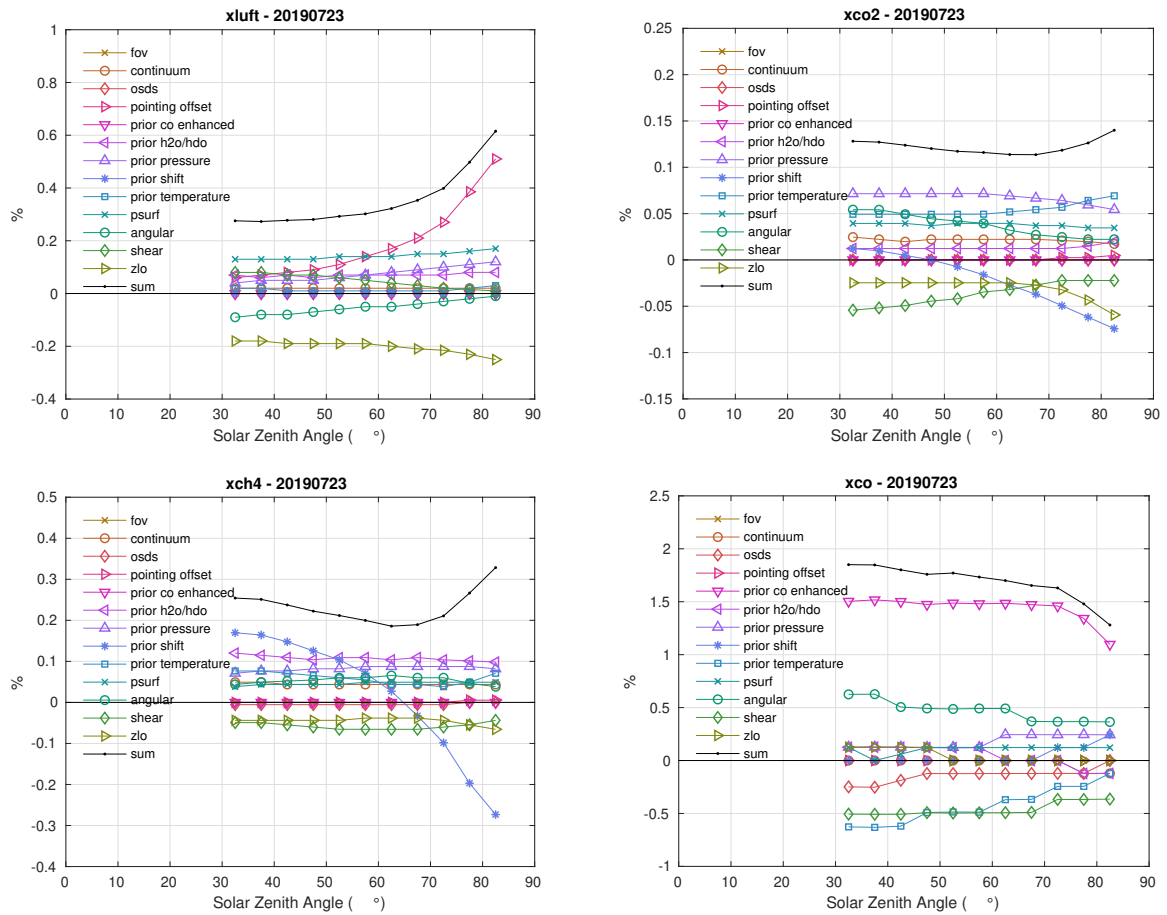 xluft - 20190723
1
0.8
0.6
0.4
0.2
0
-0.2
-0.4
%
fov
continuum
osds
pointing offset
prior co enhanced
prior h2o/hdo
prior pressure
prior shift
prior temperature
psurf
angular
shear
zlo
sum
0 10 20 30 40 50 60 70 80 90
Solar Zenith Angle ( °)
xco2 - 20190723
0.25
0.2
0.15
0.1
0.05
0
-0.05
-0.1
-0.15
%
fov
continuum
osds
pointing offset
prior co enhanced
prior h2o/hdo
prior pressure
prior shift
prior temperature
psurf
angular
shear
zlo
sum
0 10 20 30 40 50 60 70 80 90
Solar Zenith Angle ( °)
xch4 - 20190723
0.5
0.4
0.3
0.2
0.1
0
-0.1
-0.2
-0.3
-0.4
%
fov
continuum
osds
pointing offset
prior co enhanced
prior h2o/hdo
prior pressure
prior shift
prior temperature
psurf
angular
shear
zlo
sum
0 10 20 30 40 50 60 70 80 90
Solar Zenith Angle ( °)
xco - 20190723
2.5
2
1.5
1
0.5
0
-0.5
-1
%
fov
continuum
osds
pointing offset
prior co enhanced
prior h2o/hdo
prior pressure
prior shift
prior temperature
psurf
angular
shear
zlo
sum
0 10 20 30 40 50 60 70 80 90
Solar Zenith Angle ( °)